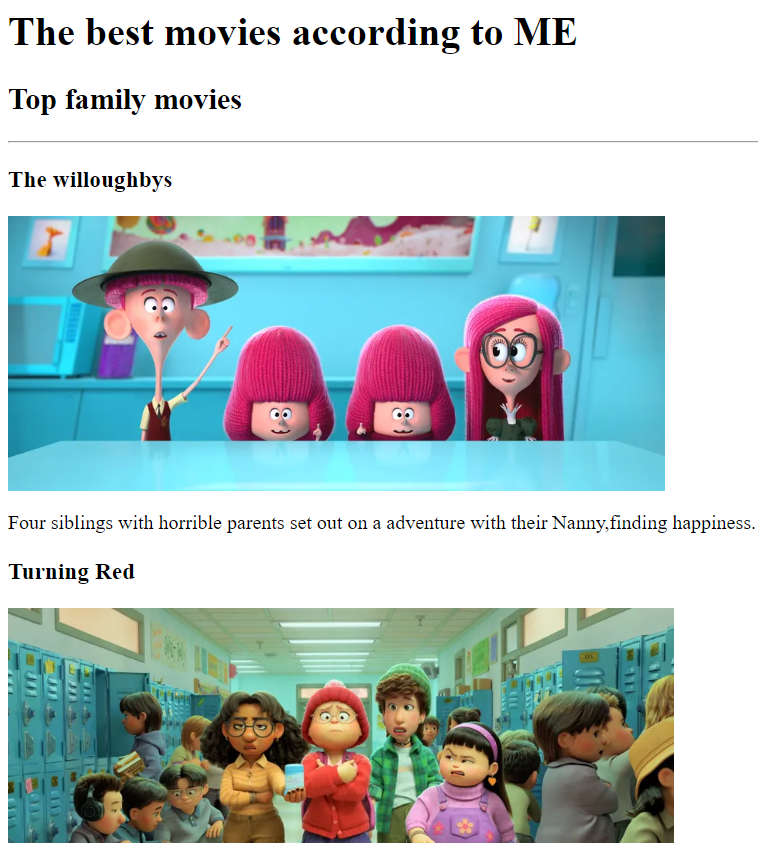 The best movies according to ME
Top family movies
The willoughbys
Four siblings with horrible parents set out on a adventure with their Nanny,finding happiness.
Turning Red